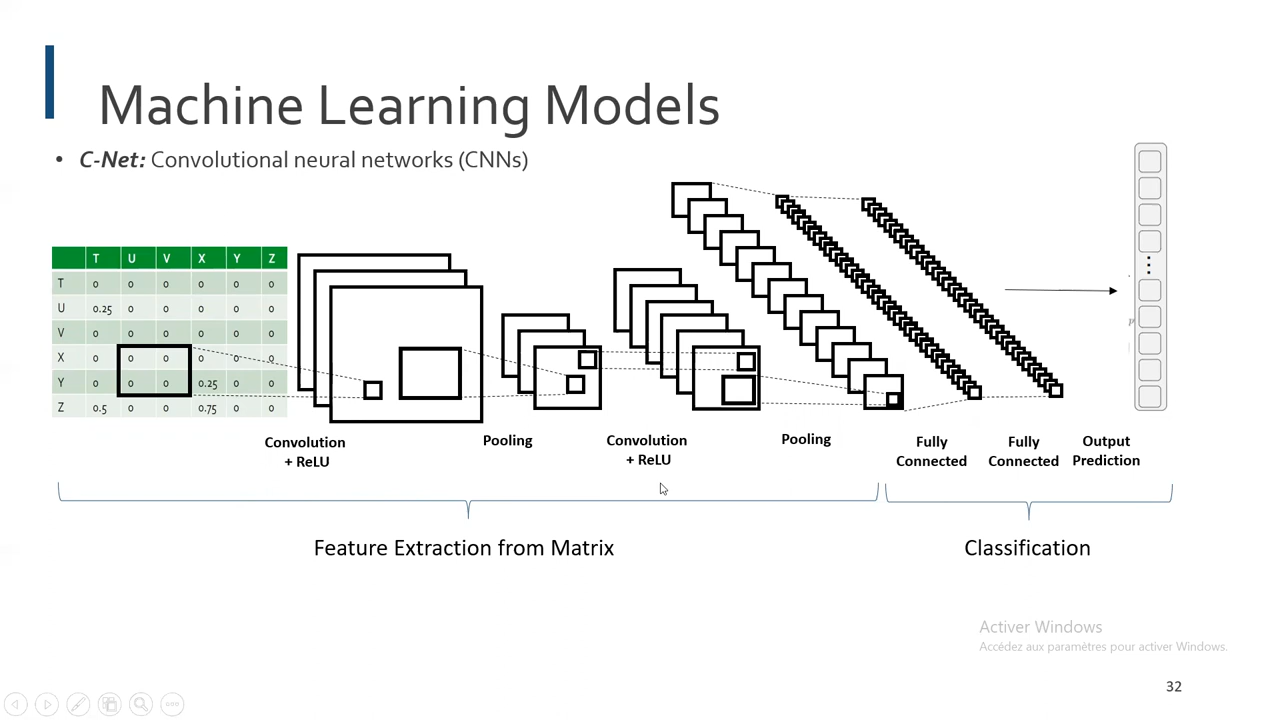 Machine Learning Models
• C-Net: Convolutional neural networks (CNNs)
T U V X Y Z
T 0 0 0 0 0 0
U 0.25 0 0 0 0 0
V 0 0 0 0 0 0
X 0 0 0 0 0 0
Y 0 0 0 0.25 0 0
Z 0.5 0 0 0.75 0 0
Convolution
+ ReLU
Pooling
Convolution
+ ReLU
Pooling
Fully
Connected
Fully
Connected
Output
Prediction
Feature Extraction from Matrix
Classification
Activer Windows
Accédez aux paramètres pour activer Windows.
32